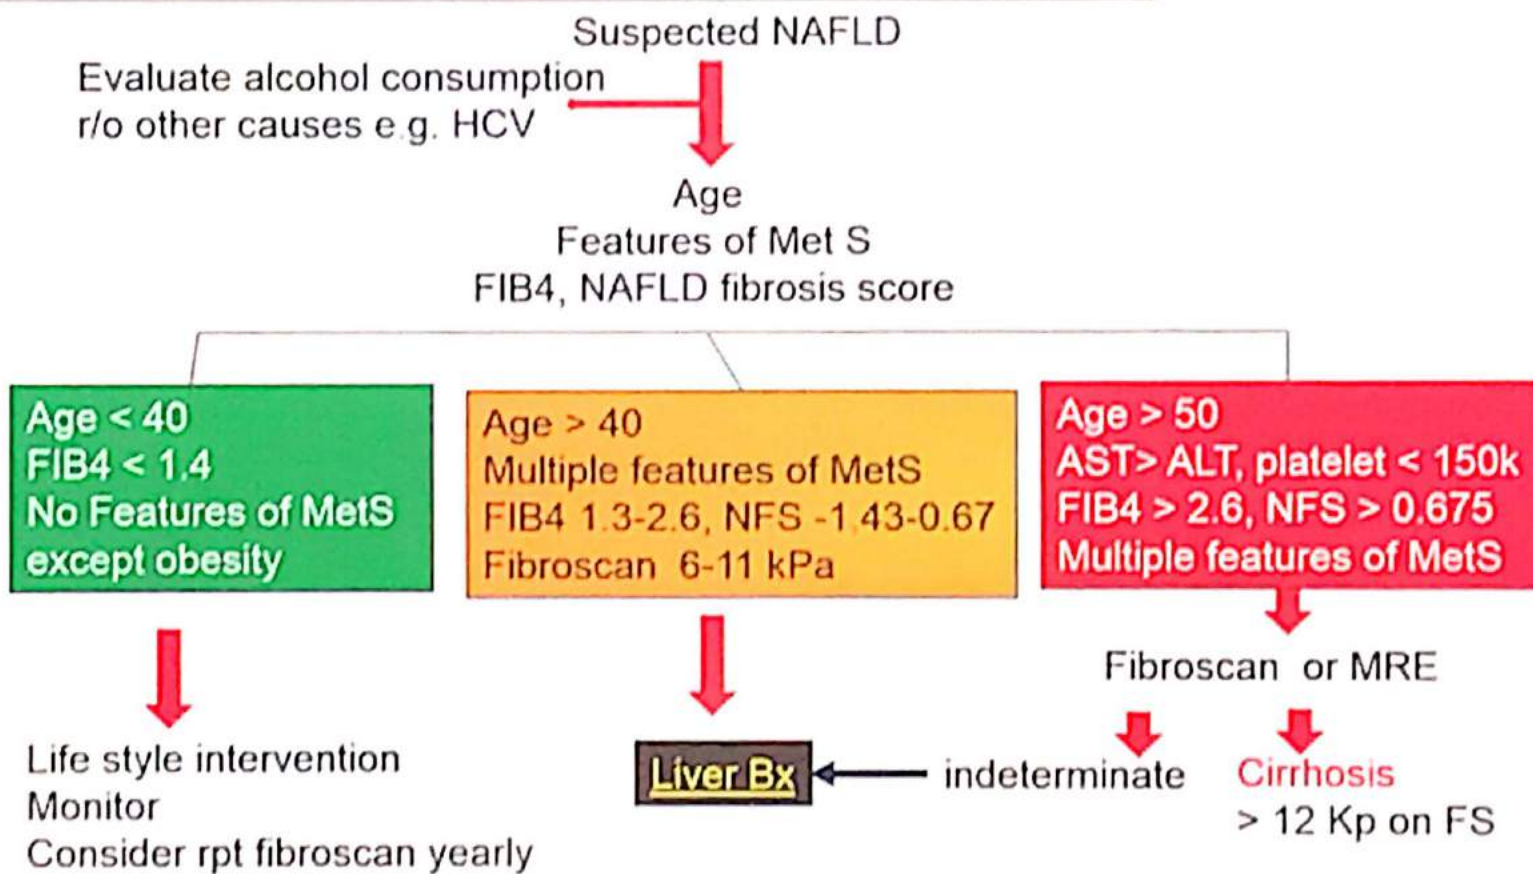 Suspected NAFLD
Evaluate alcohol consumption
r/o other causes e.g. HCV
Age
Features of Met S
FIB4, NAFLD fibrosis score
Age < 40
FIB4 < 1.4
No Features of MetS
except obesity
Age > 40
Multiple features of MetS
FIB4 1.3-2.6, NFS -1.43-0.67
Fibroscan 6-11 kPa
Age > 50
AST> ALT, platelet < 150k
FIB4 > 2.6, NFS > 0.675
Multiple features of MetS
Life style intervention
Monitor
Consider rpt fibroscan yearly
Liver Bx
Fibroscan or MRE
indeterminate
Cirrhosis
> 12 Kp on FS